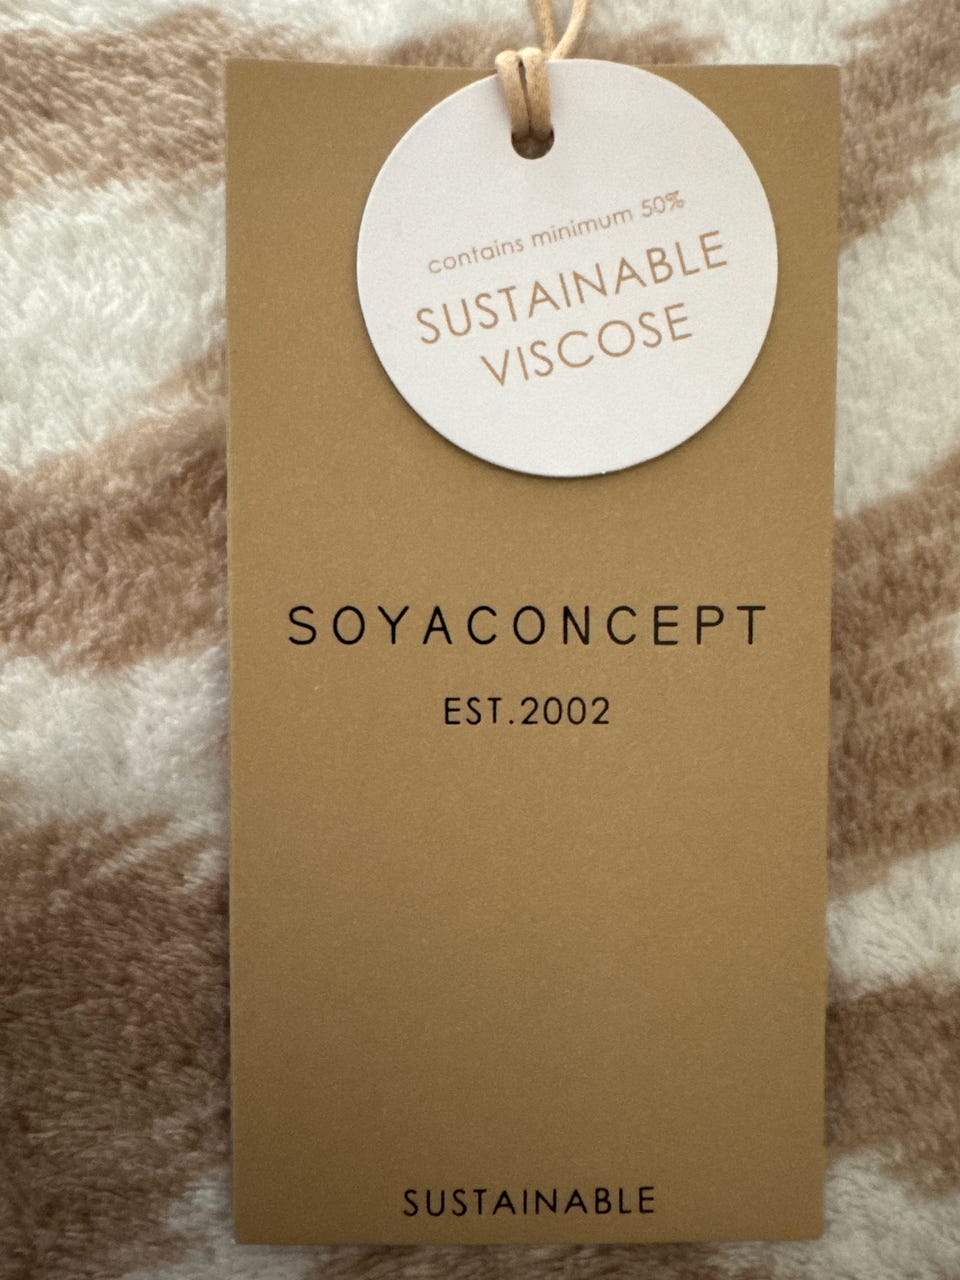 contains minimum 50%
SUSTAINABLE
VISCOSE
SOYACONCEPT
EST.2002
SUSTAINABLE